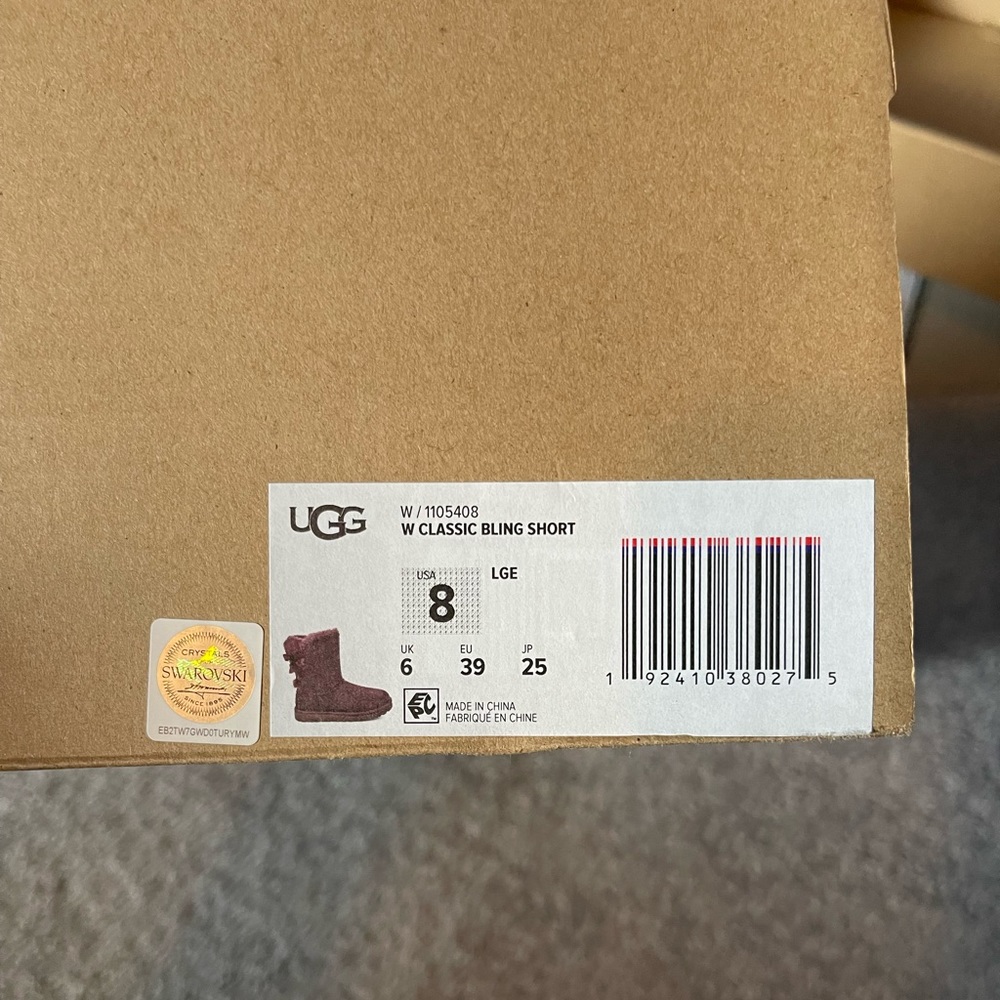 UGG
W / 1105408
W CLASSIC BLING SHORT
USA
8
LGE
UK
6
EU
39
JP
25
EPC
MADE IN CHINA
FABRIQUÉ EN CHINE
1 92410 38027 5
CRYSTALS
SWAROVSKI
SINCE 1895
EB2TW7GWD0TURYMW